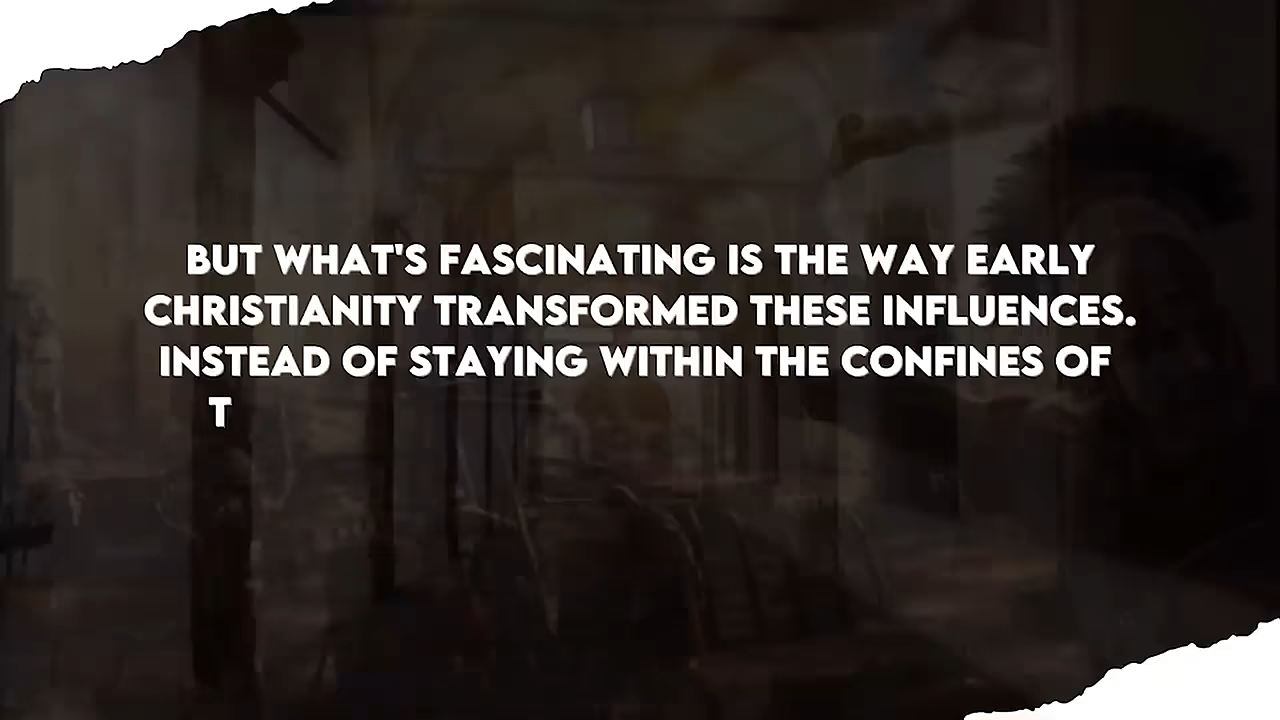 BUT WHAT'S FASCINATING IS THE WAY EARLY
CHRISTIANITY TRANSFORMED THESE INFLUENCES.
INSTEAD OF STAYING WITHIN THE CONFINES OF
T